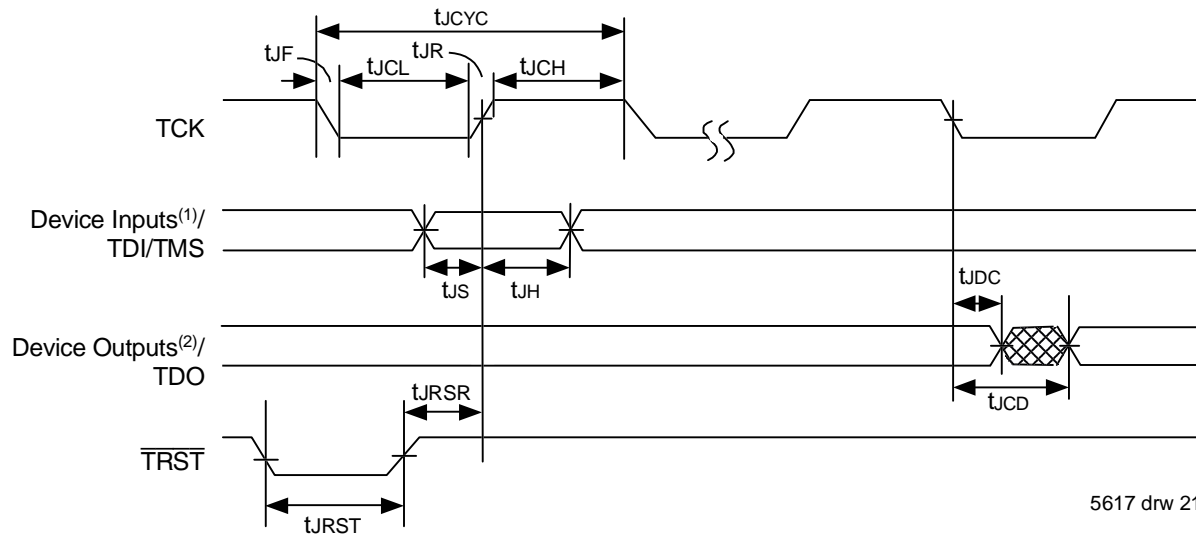 tJCYC
tJF
tJCL
tJR
tJCH
TCK
Device Inputs(1)/
TDI/TMS
tJS
tJH
tJDC
Device Outputs(2)/
TDO
tJRSR
tJCD
TRST
tJRST
5617 drw 21